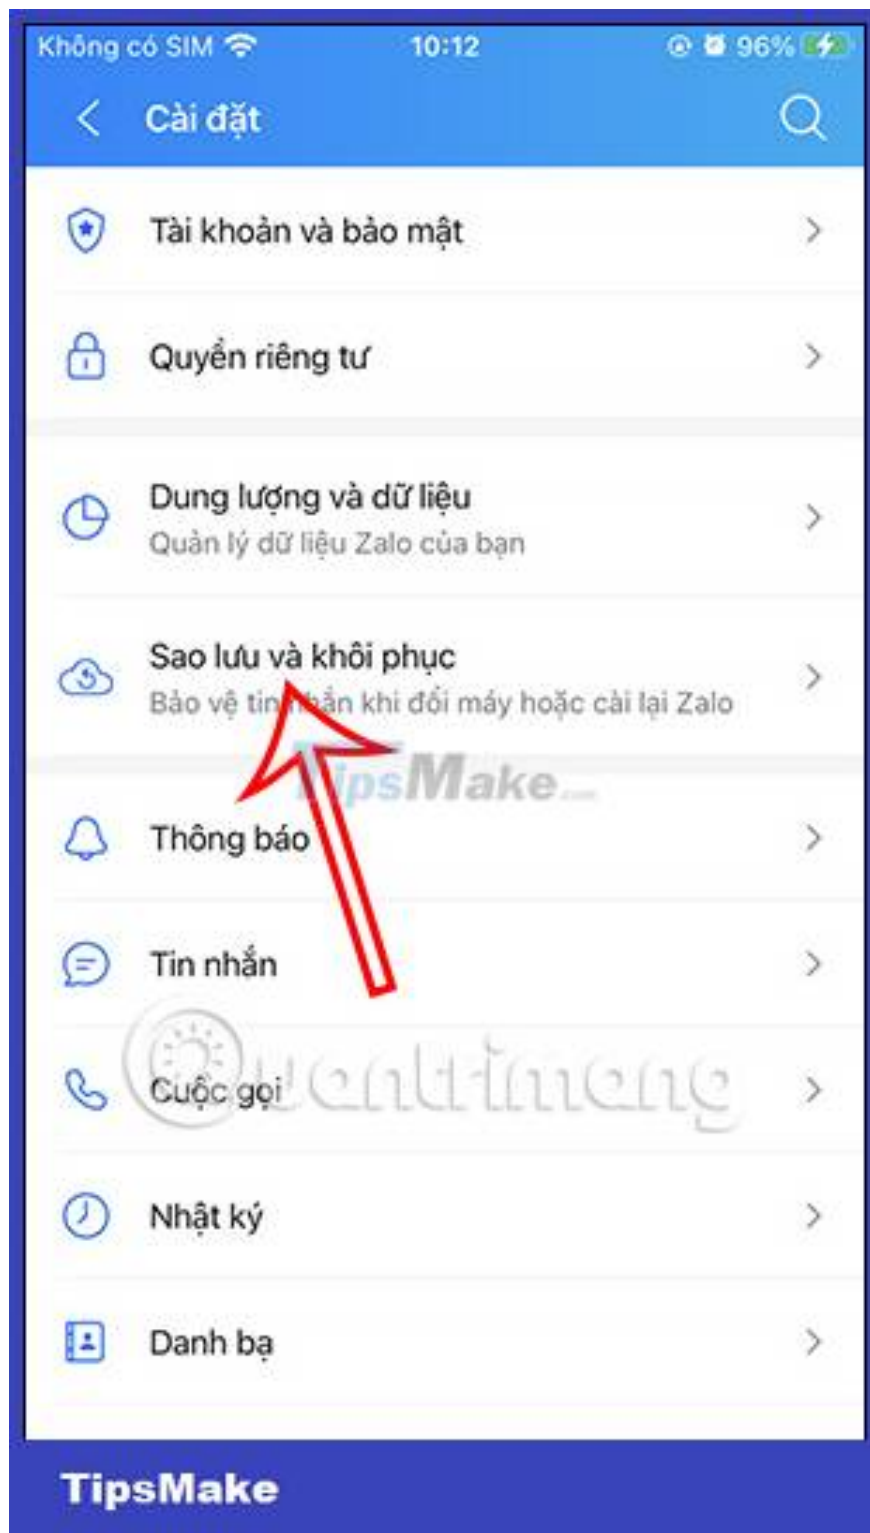 Không có SIM 10:12 96%
Cài đặt
Tài khoản và bảo mật
Quyền riêng tư
Dung lượng và dữ liệu
Quản lý dữ liệu Zalo của bạn
Sao lưu và khôi phục
Bảo vệ tin nhắn khi đổi máy hoặc cài lại Zalo
TipsMake.com
Thông báo
Tin nhắn
Quantrimang
Cuộc gọi
Nhật ký
Danh bạ
TipsMake